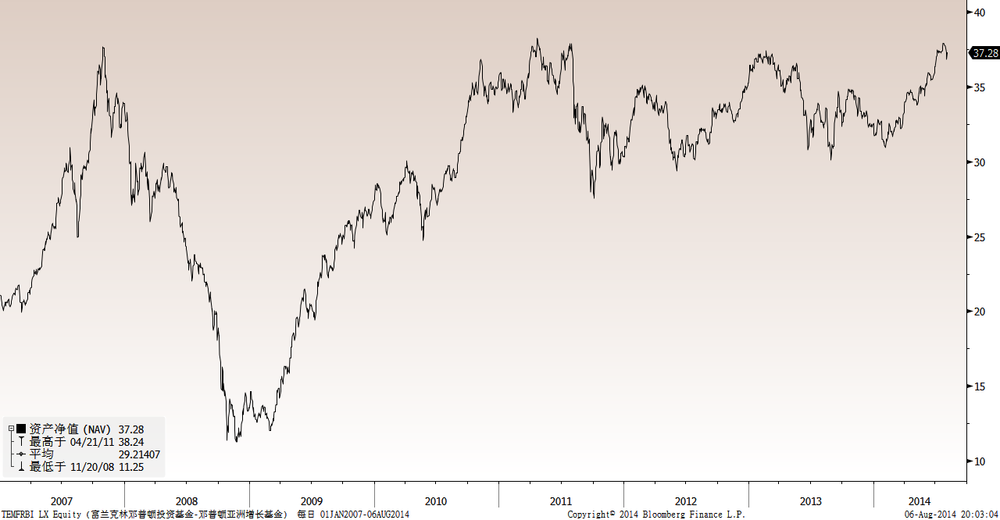 40
37.28
35
30
25
20
15
10
资产净值 (NAV) 37.28
最高于 04/21/11 38.24
平均 29.21407
最低于 11/20/08 11.25
2007 2008 2009 2010 2011 2012 2013 2014
TEMFRBI LX Equity (富兰克林邓普顿投资基金-邓普顿亚洲增长基金) 每日 01JAN2007-06AUG2014 Copyright© 2014 Bloomberg Finance L.P. 06-Aug-2014 20:03:04